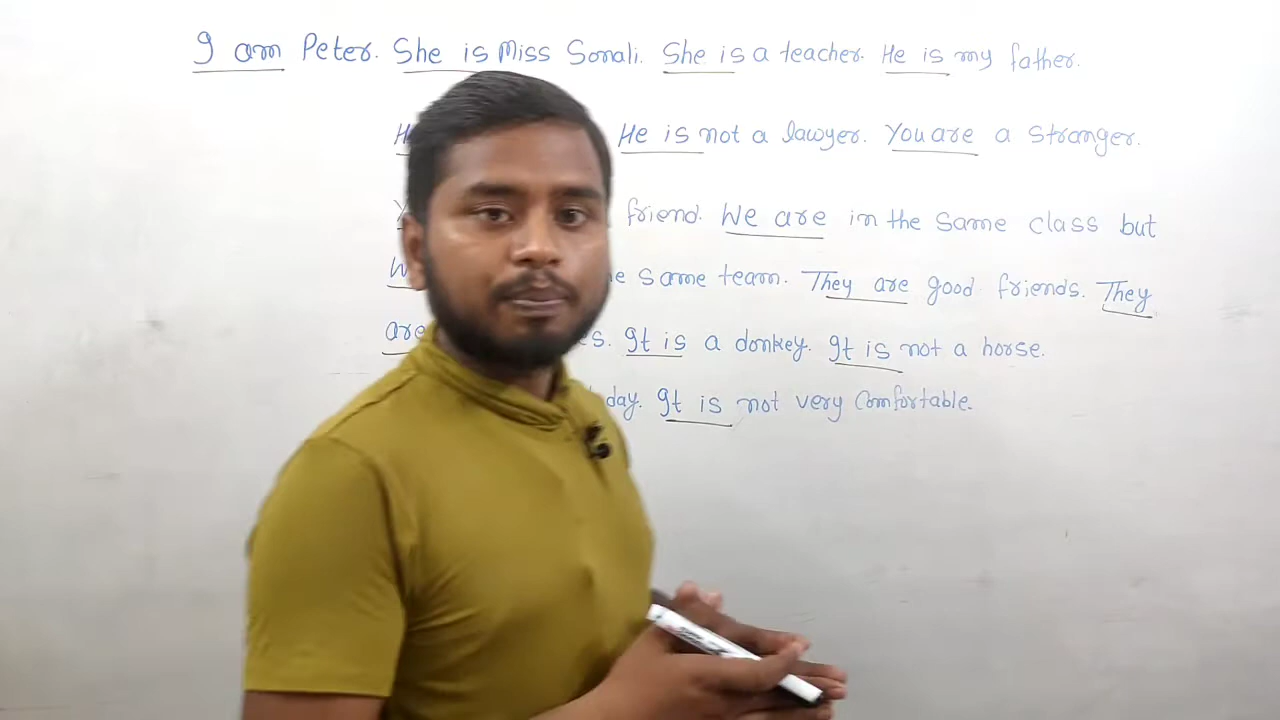 I am Peter. She is Miss Sonali. She is a teacher. He is my father.
He is not a lawyer. You are a stranger.
friend. We are in the same class but
same team. They are good friends. They
are It is a donkey. It is not a horse.
day. It is not very Comfortable.